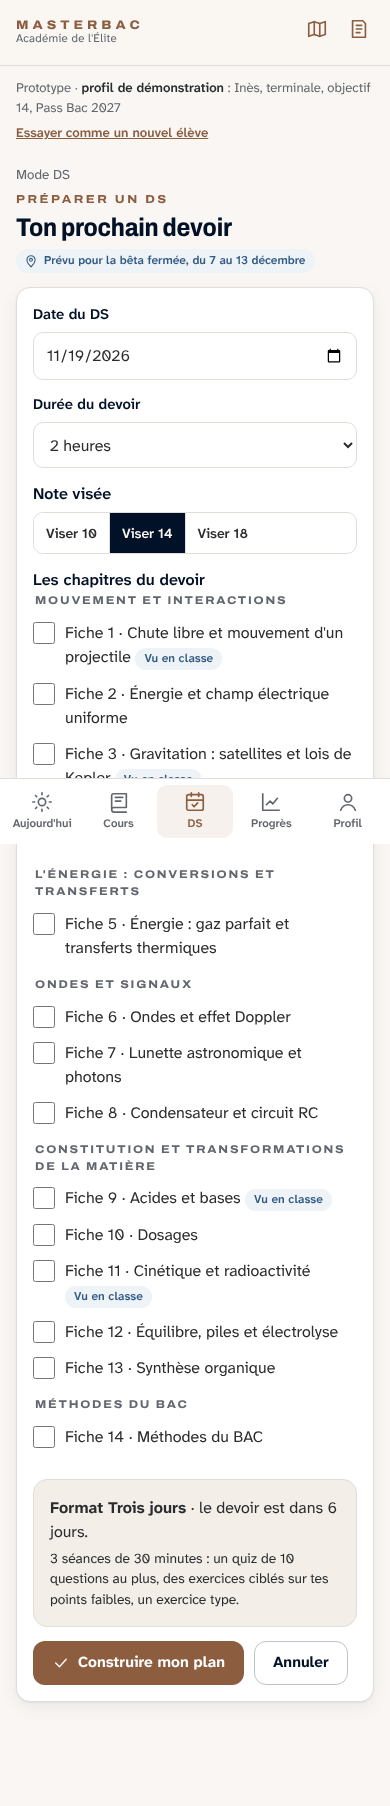 MASTERBAC
Académie de l'Élite
Prototype · profil de démonstration : Inès, terminale, objectif
14, Pass Bac 2027
Essayer comme un nouvel élève
Mode DS
PRÉPARER UN DS
Ton prochain devoir
Prévu pour la bêta fermée, du 7 au 13 décembre
Date du DS
11/19/2026
Durée du devoir
2 heures
Note visée
Viser 10 Viser 14 Viser 18
Les chapitres du devoir
MOUVEMENT ET INTERACTIONS
Fiche 1 · Chute libre et mouvement d'un
projectile Vu en classe
Fiche 2 · Énergie et champ électrique
uniforme
Fiche 3 · Gravitation : satellites et lois de
Kepler Vu en classe
Aujourd'hui Cours DS Progrès Profil
L'ÉNERGIE : CONVERSIONS ET
TRANSFERTS
Fiche 5 · Énergie : gaz parfait et
transferts thermiques
ONDES ET SIGNAUX
Fiche 6 · Ondes et effet Doppler
Fiche 7 · Lunette astronomique et
photons
Fiche 8 · Condensateur et circuit RC
CONSTITUTION ET TRANSFORMATIONS
DE LA MATIÈRE
Fiche 9 · Acides et bases Vu en classe
Fiche 10 · Dosages
Fiche 11 · Cinétique et radioactivité
Vu en classe
Fiche 12 · Équilibre, piles et électrolyse
Fiche 13 · Synthèse organique
MÉTHODES DU BAC
Fiche 14 · Méthodes du BAC
Format Trois jours · le devoir est dans 6
jours.
3 séances de 30 minutes : un quiz de 10
questions au plus, des exercices ciblés sur tes
points faibles, un exercice type.
Construire mon plan Annuler